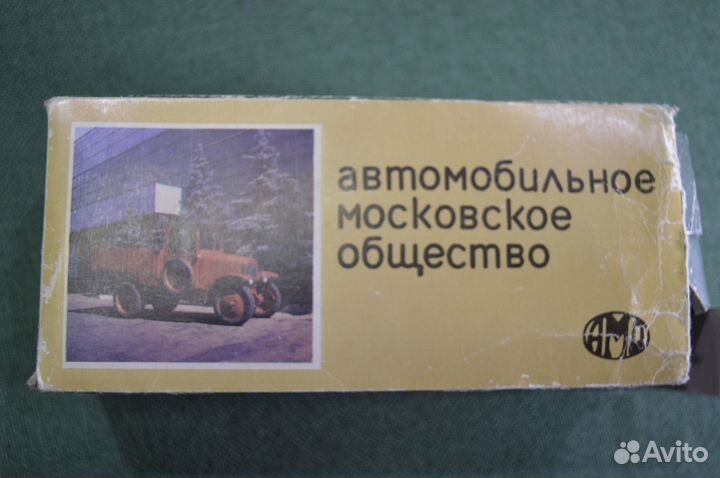 автомобильное
московское
общество
АМО
Avito